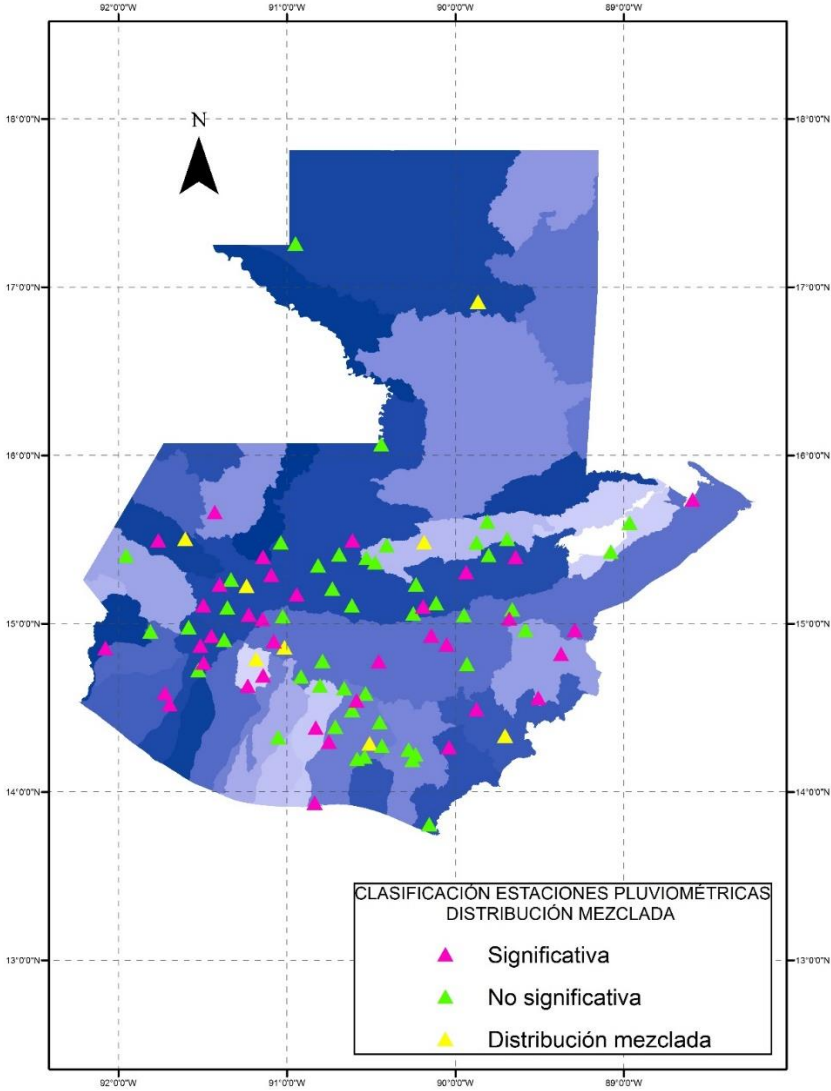 92°0'0"W 91°0'0"W 90°0'0"W 89°0'0"W
N
18°0'0"N 18°0'0"N
17°0'0"N 17°0'0"N
16°0'0"N 16°0'0"N
15°0'0"N 15°0'0"N
14°0'0"N 14°0'0"N
13°0'0"N 13°0'0"N
CLASIFICACIÓN ESTACIONES PLUVIOMÉTRICAS
DISTRIBUCIÓN MEZCLADA
Significativa
No significativa
Distribución mezclada
92°0'0"W 91°0'0"W 90°0'0"W 89°0'0"W